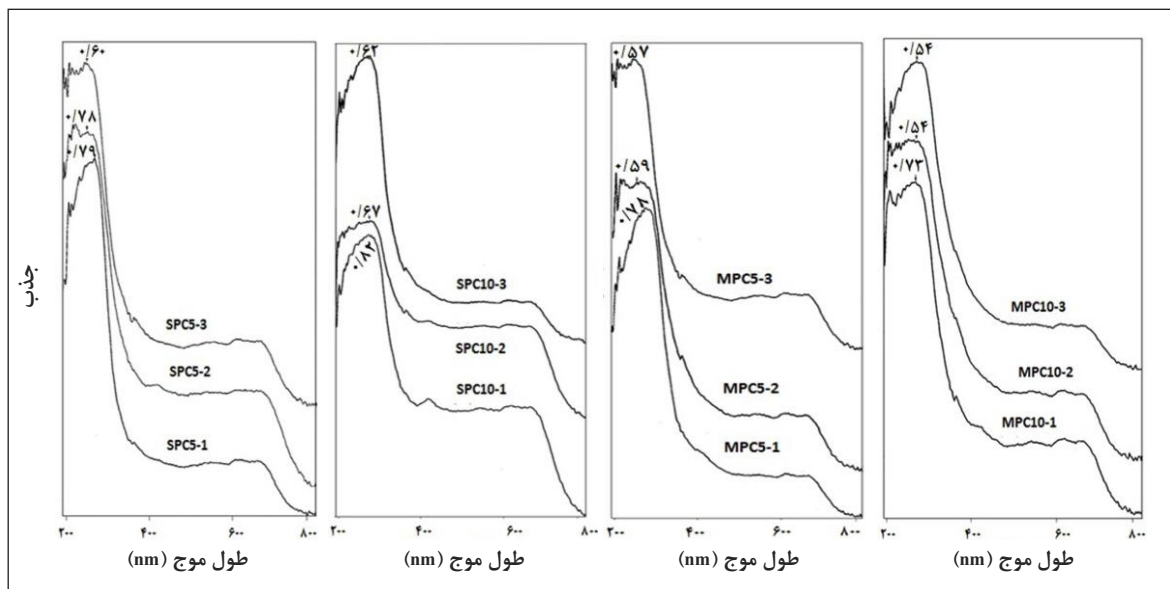 جذب
۰/۶۰
۰/۷۸
۰/۷۹
SPC5-3
SPC5-2
SPC5-1
۲۰۰ ۴۰۰ ۶۰۰ ۸۰۰
طول موج (nm)
۰/۶۲
۰/۶۷
۰/۸۲
SPC10-3
SPC10-2
SPC10-1
۲۰۰ ۴۰۰ ۶۰۰ ۸۰۰
طول موج (nm)
۰/۵۷
۰/۵۹
۰/۷۸
MPC5-3
MPC5-2
MPC5-1
۲۰۰ ۴۰۰ ۶۰۰ ۸۰۰
طول موج (nm)
۰/۵۴
۰/۵۴
۰/۷۳
MPC10-3
MPC10-2
MPC10-1
۲۰۰ ۴۰۰ ۶۰۰ ۸۰۰
طول موج (nm)